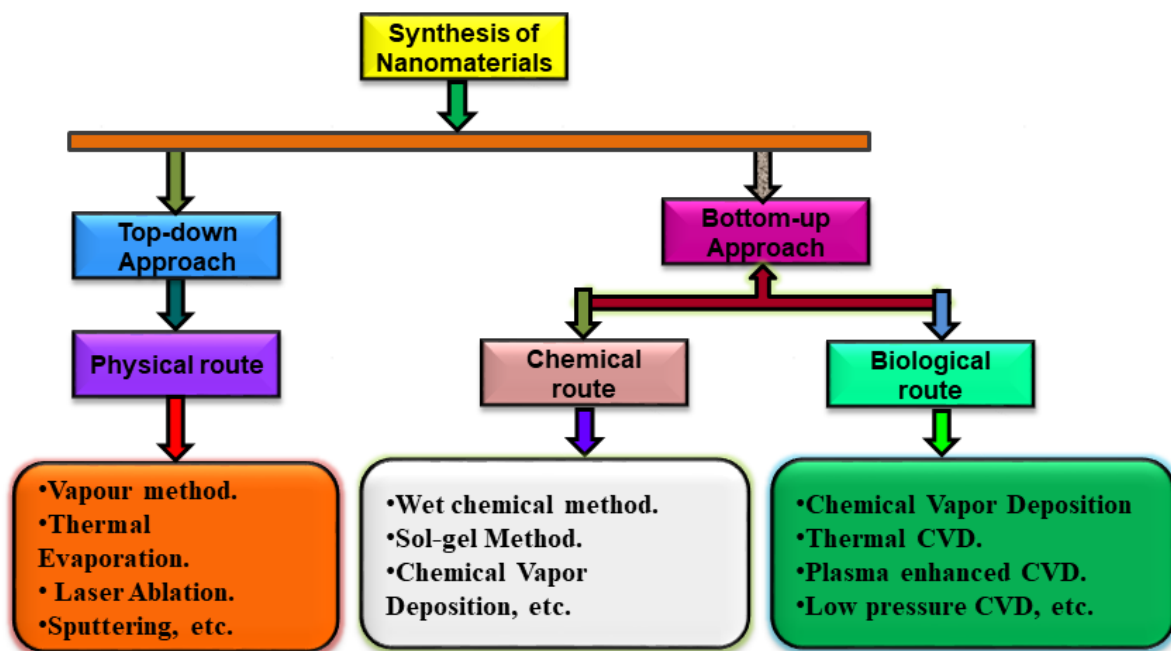 Synthesis of
Nanomaterials
Top-down
Approach
Bottom-up
Approach
Physical route
Chemical
route
Biological
route
•Vapour method.
•Thermal
Evaporation.
• Laser Ablation.
•Sputtering, etc.
•Wet chemical method.
•Sol-gel Method.
•Chemical Vapor
Deposition, etc.
•Chemical Vapor Deposition
•Thermal CVD.
•Plasma enhanced CVD.
•Low pressure CVD, etc.